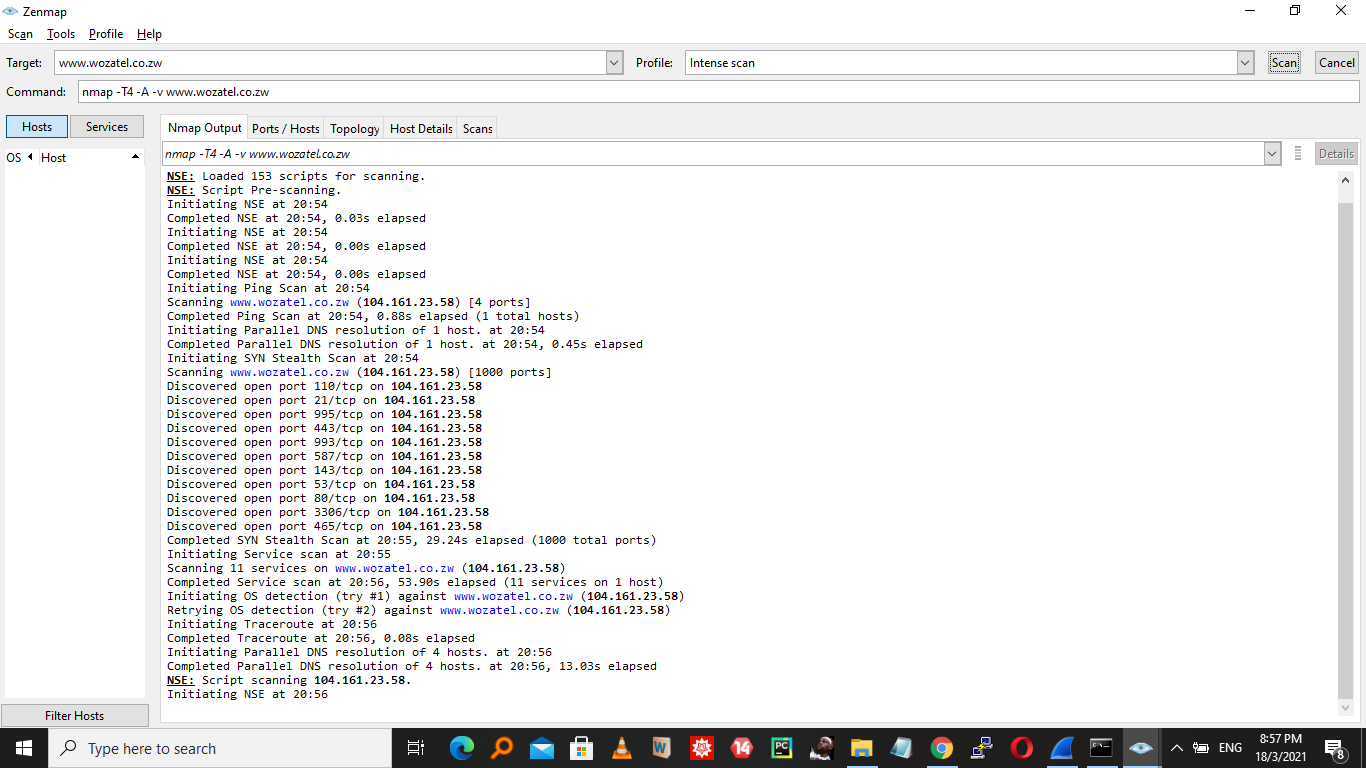 Zenmap
Scan Tools Profile Help
Target: www.wozatel.co.zw Profile: Intense scan Scan Cancel
Command: nmap -T4 -A -v www.wozatel.co.zw
Hosts Services
Nmap Output Ports / Hosts Topology Host Details Scans
OS Host
nmap -T4 -A -v www.wozatel.co.zw Details
NSE: Loaded 153 scripts for scanning.
NSE: Script Pre-scanning.
Initiating NSE at 20:54
Completed NSE at 20:54, 0.03s elapsed
Initiating NSE at 20:54
Completed NSE at 20:54, 0.00s elapsed
Initiating NSE at 20:54
Completed NSE at 20:54, 0.00s elapsed
Initiating Ping Scan at 20:54
Scanning www.wozatel.co.zw (104.161.23.58) [4 ports]
Completed Ping Scan at 20:54, 0.88s elapsed (1 total hosts)
Initiating Parallel DNS resolution of 1 host. at 20:54
Completed Parallel DNS resolution of 1 host. at 20:54, 0.45s elapsed
Initiating SYN Stealth Scan at 20:54
Scanning www.wozatel.co.zw (104.161.23.58) [1000 ports]
Discovered open port 110/tcp on 104.161.23.58
Discovered open port 21/tcp on 104.161.23.58
Discovered open port 995/tcp on 104.161.23.58
Discovered open port 443/tcp on 104.161.23.58
Discovered open port 993/tcp on 104.161.23.58
Discovered open port 587/tcp on 104.161.23.58
Discovered open port 143/tcp on 104.161.23.58
Discovered open port 53/tcp on 104.161.23.58
Discovered open port 80/tcp on 104.161.23.58
Discovered open port 3306/tcp on 104.161.23.58
Discovered open port 465/tcp on 104.161.23.58
Completed SYN Stealth Scan at 20:55, 29.24s elapsed (1000 total ports)
Initiating Service scan at 20:55
Scanning 11 services on www.wozatel.co.zw (104.161.23.58)
Completed Service scan at 20:56, 53.90s elapsed (11 services on 1 host)
Initiating OS detection (try #1) against www.wozatel.co.zw (104.161.23.58)
Retrying OS detection (try #2) against www.wozatel.co.zw (104.161.23.58)
Initiating Traceroute at 20:56
Completed Traceroute at 20:56, 0.08s elapsed
Initiating Parallel DNS resolution of 4 hosts. at 20:56
Completed Parallel DNS resolution of 4 hosts. at 20:56, 13.03s elapsed
NSE: Script scanning 104.161.23.58.
Initiating NSE at 20:56
Filter Hosts
Type here to search
W
14
PC
ENG
8:57 PM
18/3/2021
8